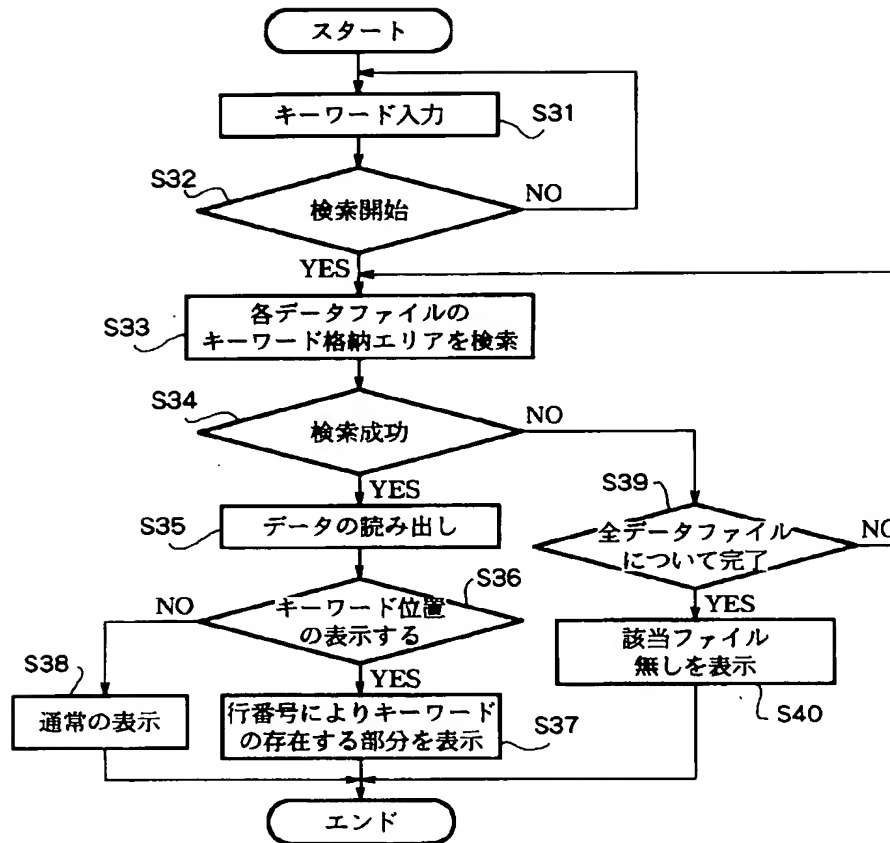 スタート
キーワード入力
S31
S32
検索開始
NO
YES
各データファイルの
キーワード格納エリアを検索
S33
S34
検索成功
NO
YES
S35
データの読み出し
S39
全データファイル
について完了
NO
S36
キーワード位置
の表示する
NO
YES
YES
S38
通常の表示
行番号によりキーワード
の存在する部分を表示
S37
該当ファイル
無しを表示
S40
エンド